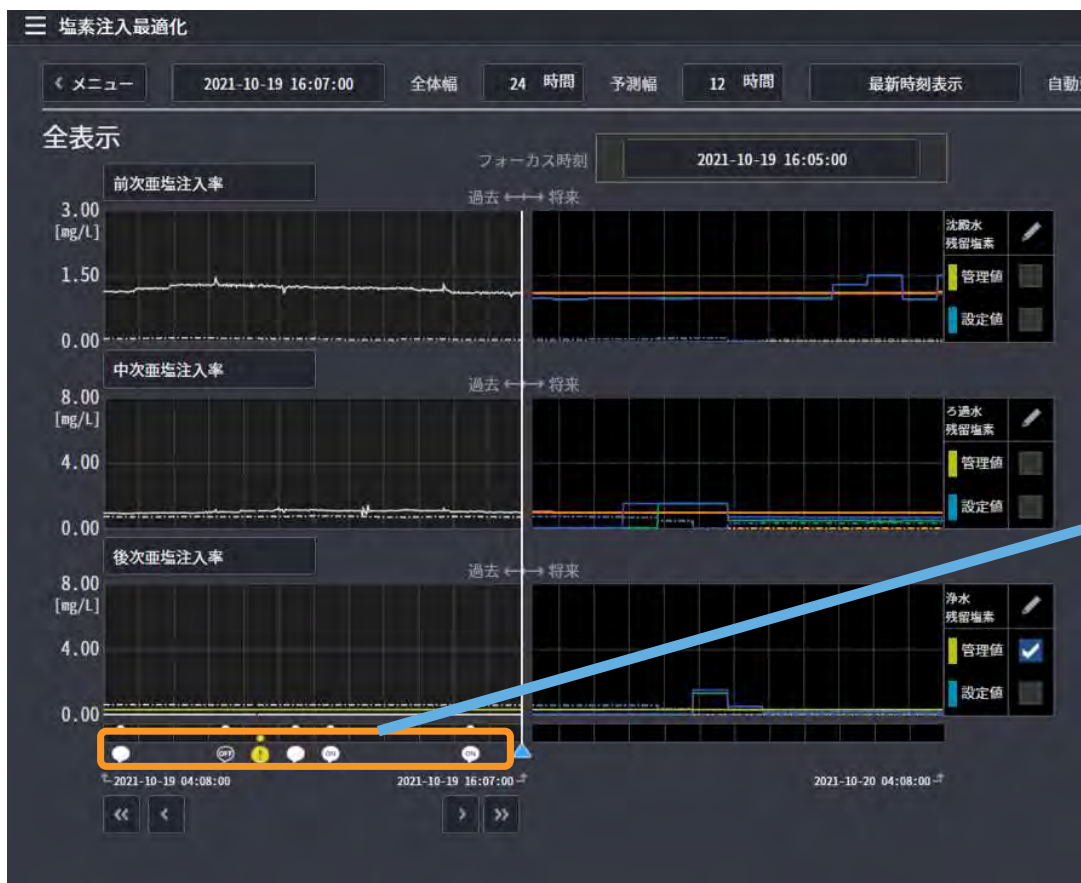 塩素注入最適化
メニュー 2021-10-19 16:07:00 全体幅 24 時間 予測幅 12 時間 最新時刻表示 自動
全表示
フォーカス時刻 2021-10-19 16:05:00
前次亜塩注入率
過去 将来
3.00
[mg/L]
1.50
0.00
沈殿水
残留塩素
管理値
設定値
中次亜塩注入率
過去 将来
8.00
[mg/L]
4.00
0.00
ろ過水
残留塩素
管理値
設定値
後次亜塩注入率
過去 将来
8.00
[mg/L]
4.00
0.00
浄水
残留塩素
管理値
設定値
OFF ! ON ON
2021-10-19 04:08:00 2021-10-19 16:07:00 2021-10-20 04:08:00